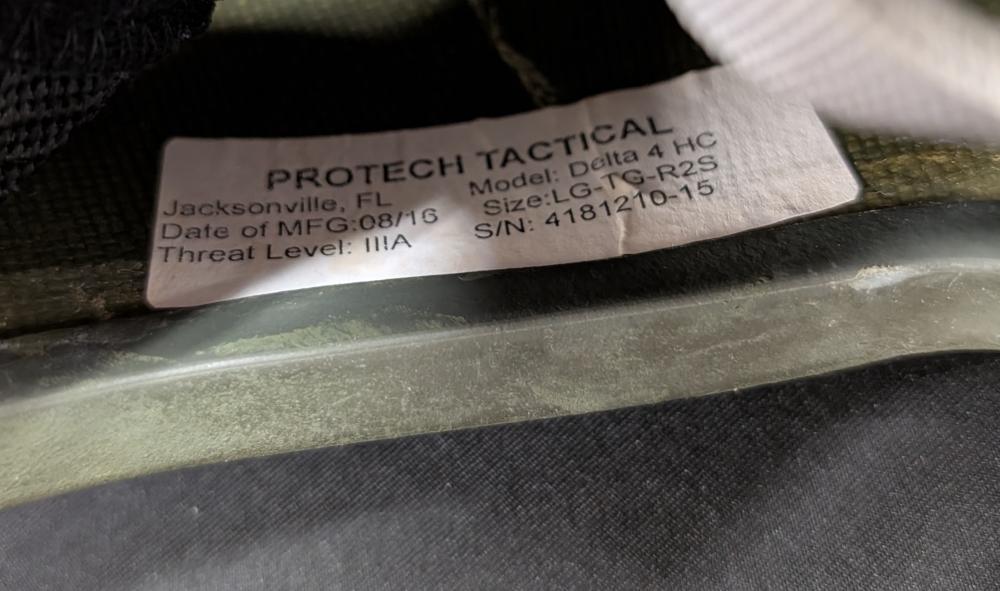 PROTECH TACTICAL
Jacksonville, FL
Date of MFG:08/16
Threat Level: IIIA
Model: Delta 4 HC
Size:LG-TG-R2S
S/N: 4181210-15